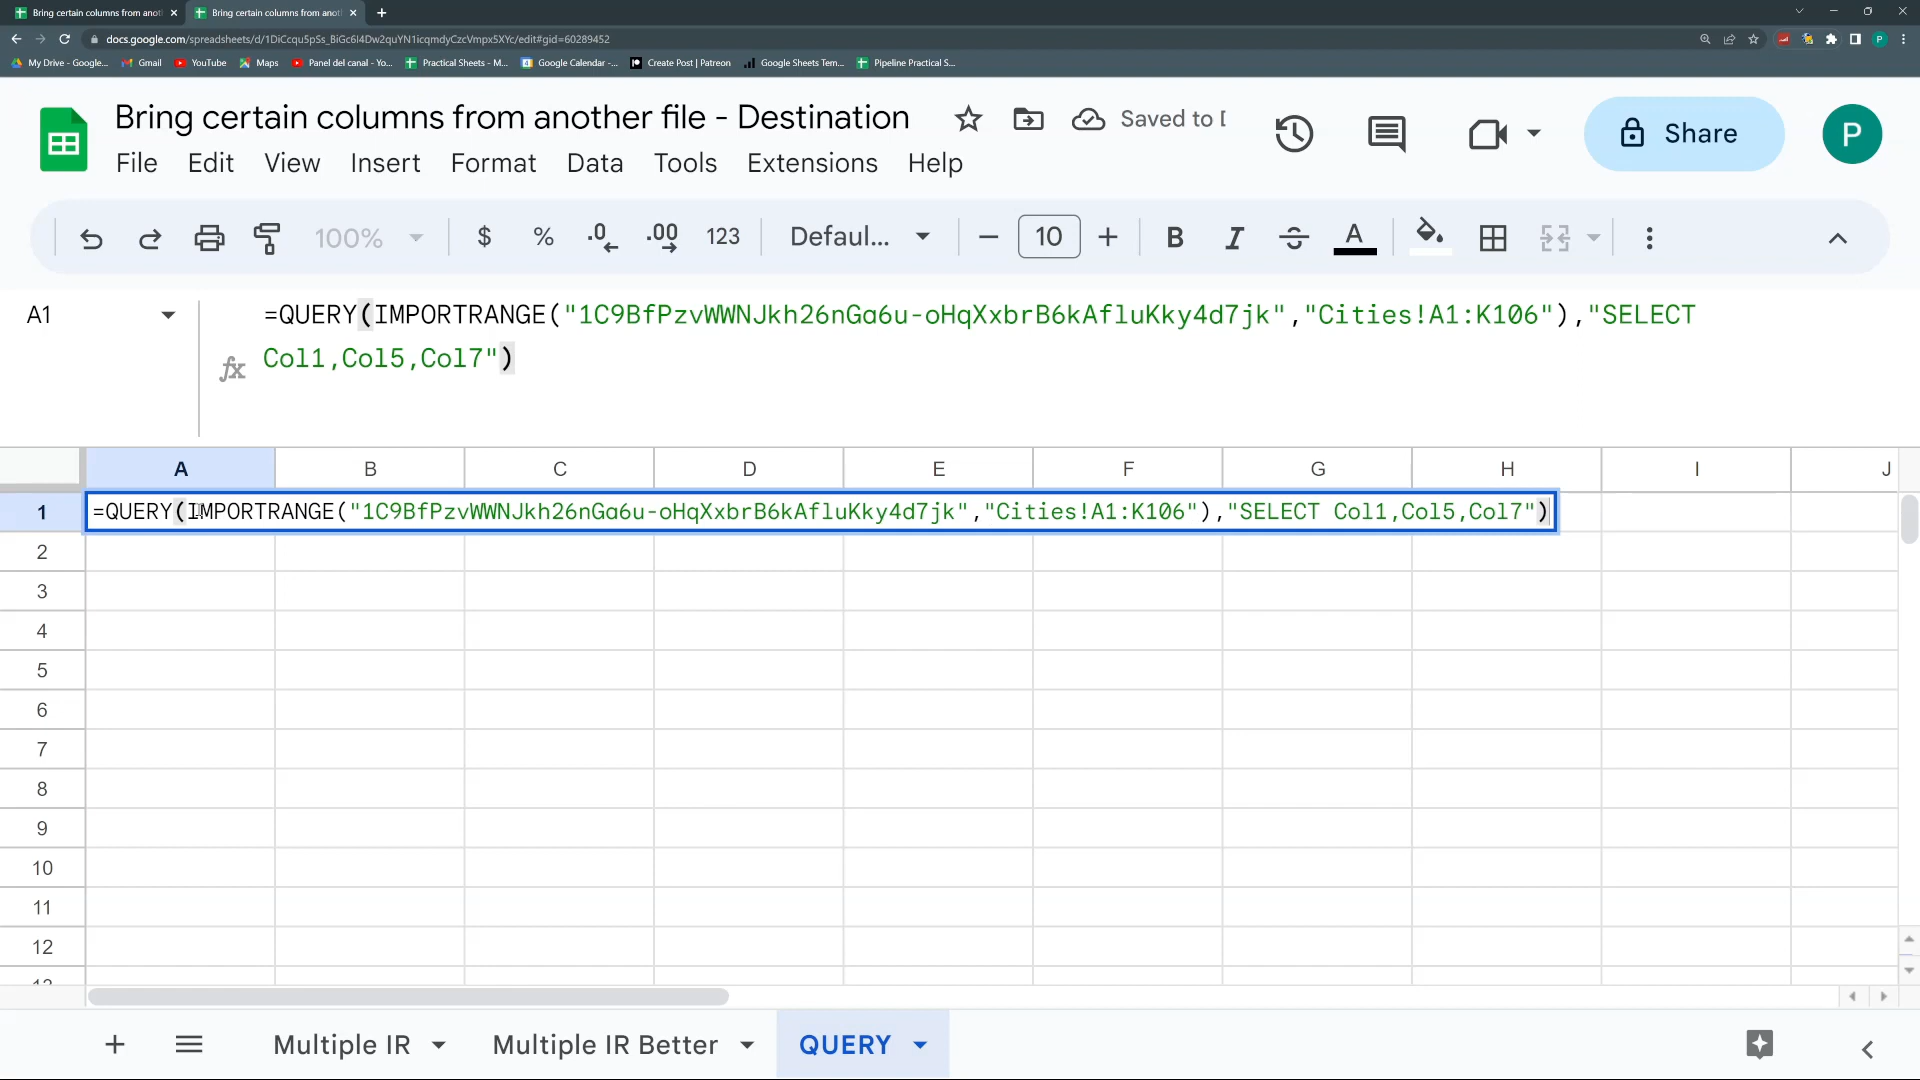 Bring certain columns from anot
Bring certain columns from anot
docs.google.com/spreadsheets/d/1DiCcqu5pSs_BiGc6I4Dw2quYN1icqmdyCzcVmpx5XYc/edit#gid=60289452
My Drive - Google...
Gmail
YouTube
Maps
Panel del canal - Yo...
Practical Sheets - M...
Google Calendar -...
Create Post | Patreon
Google Sheets Tem...
Pipeline Practical S...
Bring certain columns from another file - Destination
Saved to D
File Edit View Insert Format Data Tools Extensions Help
Share
P
100% $ % .0 .00 123 Defaul... 10 B I S A
A1
=QUERY(IMPORTRANGE("1C9BfPzvWWNJkh26nGa6u-oHqXxbrB6kAfluKky4d7jk","Cities!A1:K106"),"SELECT
fx
Col1,Col5,Col7")
A B C D E F G H I J
1 =QUERY(IMPORTRANGE("1C9BfPzvWWNJkh26nGa6u-oHqXxbrB6kAfluKky4d7jk","Cities!A1:K106"),"SELECT Col1,Col5,Col7")
2
3
4
5
6
7
8
9
10
11
12
13
Multiple IR
Multiple IR Better
QUERY